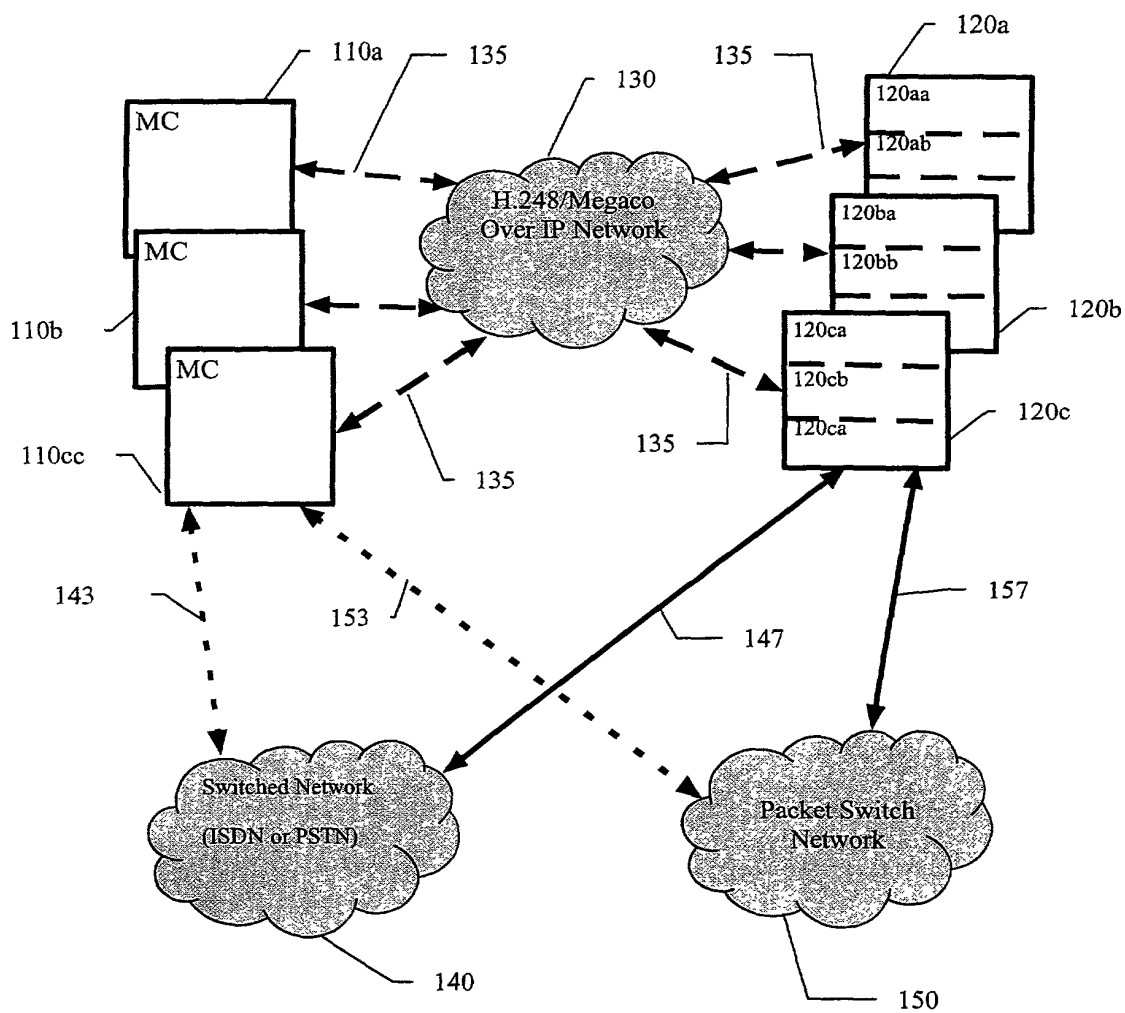 110a
135
130
135
120a
MC
120aa
120ab
H.248/Megaco
Over IP Network
MC
120ba
120bb
110b
120b
MC
120ca
120cb
120ca
120c
110cc
135
135
143
153
147
157
Switched Network
(ISDN or PSTN)
Packet Switch
Network
140
150